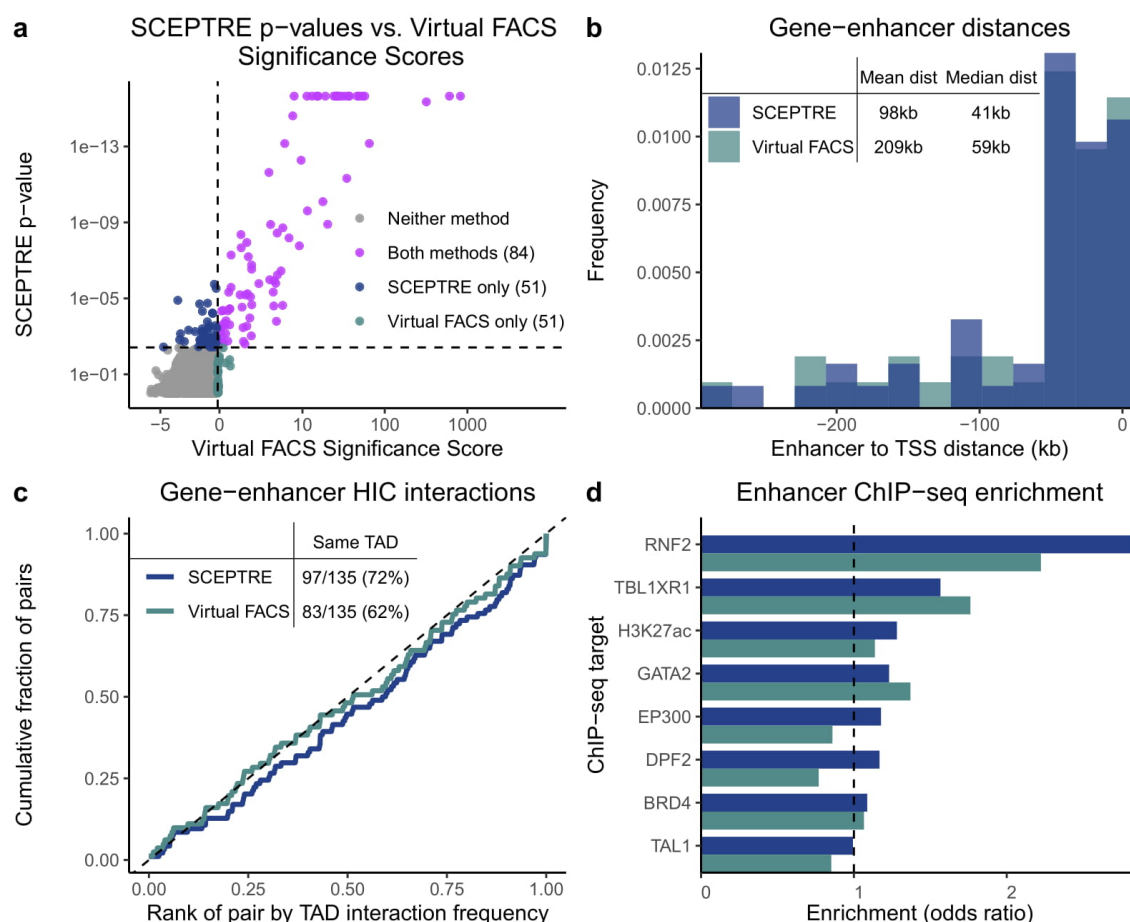 a
SCEPTRE p−values vs. Virtual FACS
Significance Scores
SCEPTRE p−value
1e−13
1e−09
1e−05
1e−01
Neither method
Both methods (84)
SCEPTRE only (51)
Virtual FACS only (51)
−5 0 10 100 1000
Virtual FACS Significance Score
b
Gene−enhancer distances
Frequency
0.0125
0.0100
0.0075
0.0050
0.0025
0.0000
Mean dist Median dist
SCEPTRE 98kb 41kb
Virtual FACS 209kb 59kb
−200 −100 0
Enhancer to TSS distance (kb)
c
Gene−enhancer HIC interactions
Cumulative fraction of pairs
1.00
0.75
0.50
0.25
0.00
Same TAD
SCEPTRE 97/135 (72%)
Virtual FACS 83/135 (62%)
0.00 0.25 0.50 0.75 1.00
Rank of pair by TAD interaction frequency
d
Enhancer ChIP−seq enrichment
ChIP−seq target
RNF2
TBL1XR1
H3K27ac
GATA2
EP300
DPF2
BRD4
TAL1
0 1 2
Enrichment (odds ratio)